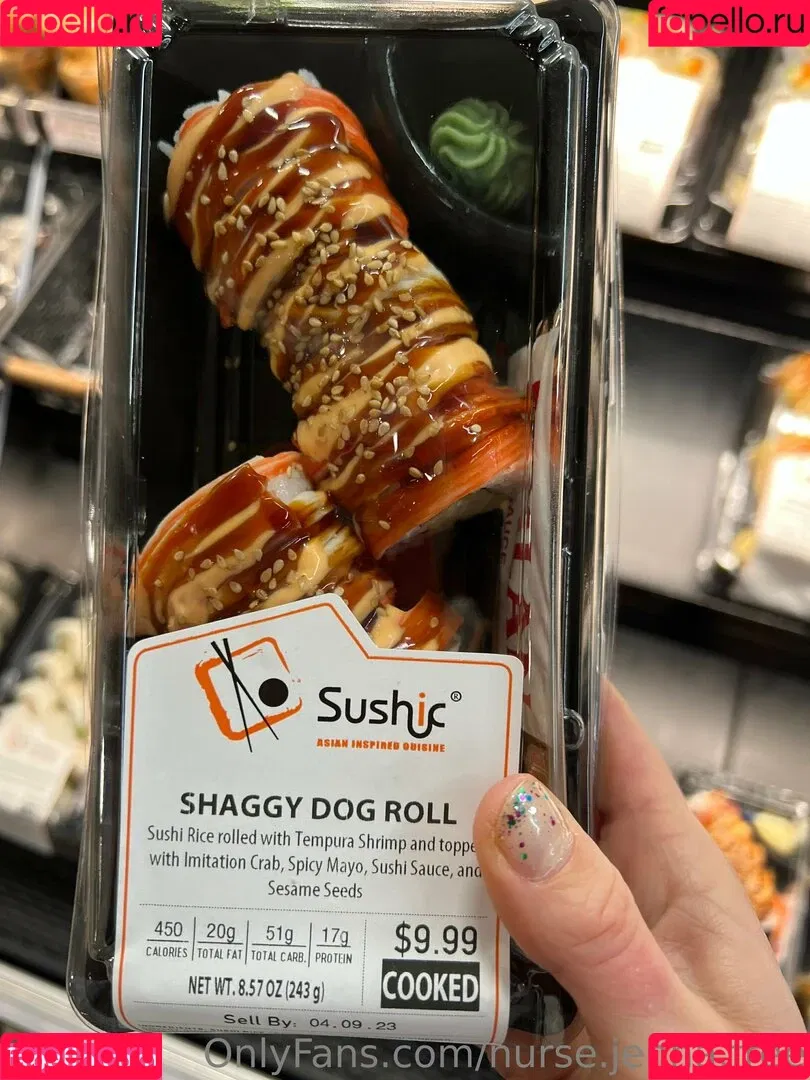 fapello.ru
fapello.ru
Sushic®
ASIAN INSPIRED QUISINE
SHAGGY DOG ROLL
Sushi Rice rolled with Tempura Shrimp and toppe
with Imitation Crab, Spicy Mayo, Sushi Sauce, and
Sesame Seeds
450 20g 51g 17g
CALORIES TOTAL FAT TOTAL CARB. PROTEIN
$9.99
NET WT. 8.57 OZ (243 g)
COOKED
Sell By: 04.09.23
fapello.ru
OnlyFans.com/nurse.je
fapello.ru